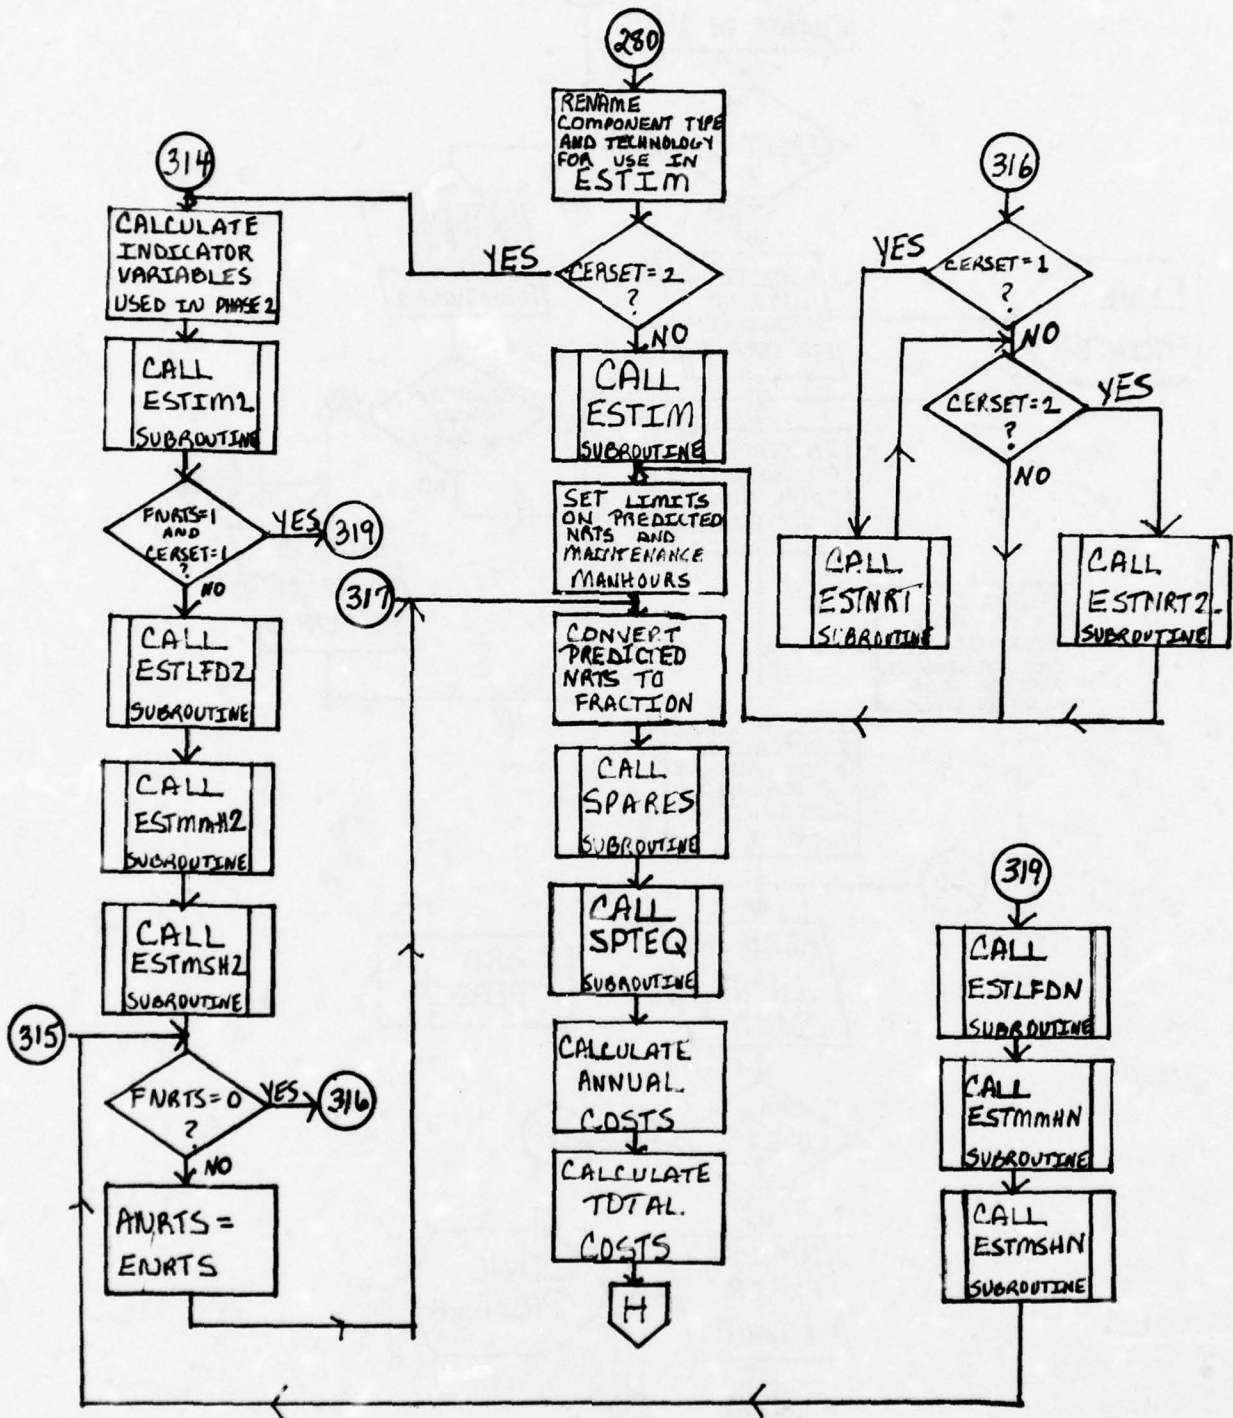 280
RENAME
COMPONENT TYPE
AND TECHNOLOGY
FOR USE IN
ESTIM
CERSET=2
?
YES
NO
CALL
ESTIM
SUBROUTINE
SET LIMITS
ON PREDICTED
NRTS AND
MAINTENANCE
MANHOURS
317
CONVERT
PREDICTED
NRTS TO
FRACTION
CALL
SPARES
SUBROUTINE
CALL
SPTEQ
SUBROUTINE
CALCULATE
ANNUAL
COSTS
CALCULATE
TOTAL
COSTS
H
314
CALCULATE
INDICATOR
VARIABLES
USED IN PHASE 2
CALL
ESTIM2
SUBROUTINE
FNRTS=1
AND
CERSET=1
?
YES
319
NO
CALL
ESTLFD2
SUBROUTINE
CALL
ESTMMH2
SUBROUTINE
CALL
ESTMSH2
SUBROUTINE
315
FNRTS=0
?
YES
316
NO
ANRTS=
ENRTS
316
CERSET=1
?
YES
NO
CERSET=2
?
YES
NO
CALL
ESTNRT
SUBROUTINE
CALL
ESTNRT2
SUBROUTINE
319
CALL
ESTLFDN
SUBROUTINE
CALL
ESTMMHN
SUBROUTINE
CALL
ESTMSHN
SUBROUTINE